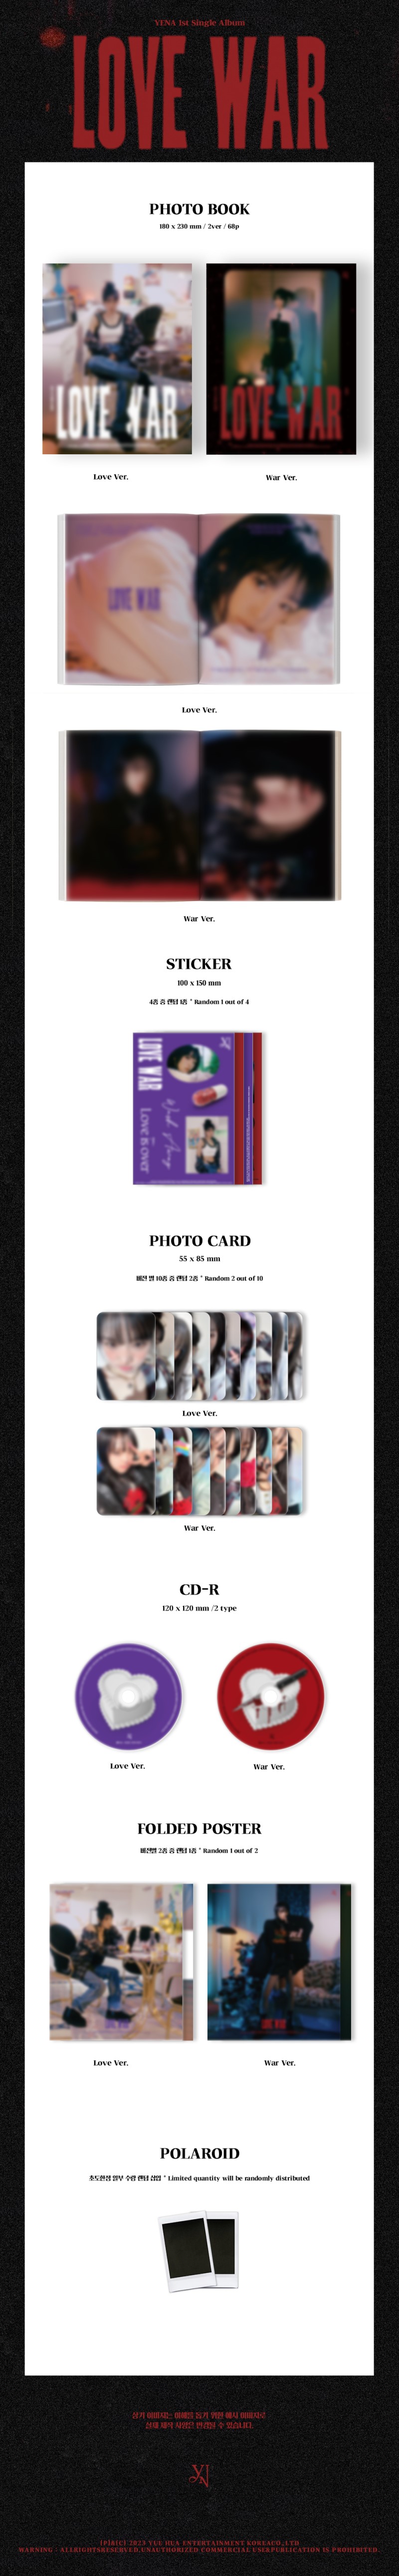 YENA 1st Single Album
LOVE WAR
PHOTO BOOK
180 x 230 mm / 2ver / 68p
LOVE WAR
LOVE WAR
Love Ver.
War Ver.
LOVE WAR
Love Ver.
War Ver.
STICKER
100 x 150 mm
4종 중 랜덤 1종 * Random 1 out of 4
LOVE WAR
LOVE IS OVER
PHOTO CARD
55 x 85 mm
버전 별 10종 중 랜덤 2종 * Random 2 out of 10
Love Ver.
War Ver.
CD-R
120 x 120 mm /2 type
Love Ver.
War Ver.
FOLDED POSTER
버전별 2종 중 랜덤 1종 * Random 1 out of 2
LOVE WAR
Love Ver.
War Ver.
POLAROID
초도한정 일부 수량 랜덤 삽입 * Limited quantity will be randomly distributed
상기 이미지는 이해를 돕기 위한 예시 이미지로
실제 제작 사양은 변경될 수 있습니다.
(P)&(C) 2023 YUE HUA ENTERTAINMENT KOREACO.,LTD
WARNING : ALLRIGHTSRESERVED.UNAUTHORIZED COMMERCIAL USE&PUBLICATION IS PROHIBITED.